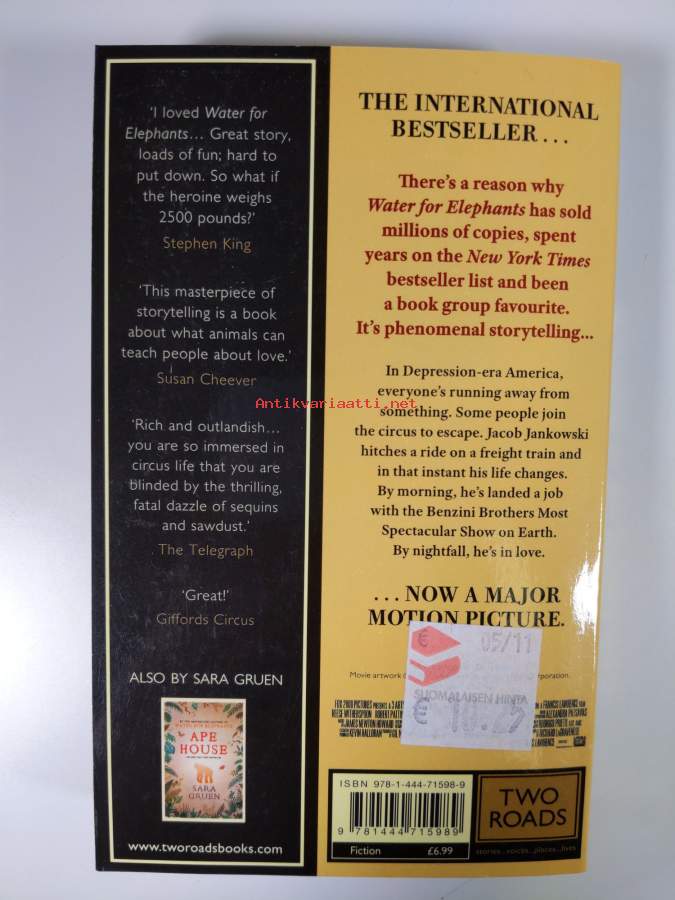 'I loved Water for
Elephants... Great story,
loads of fun; hard to
put down. So what if
the heroine weighs
2500 pounds?'
Stephen King
'This masterpiece of
storytelling is a book
about what animals can
teach people about love.'
Susan Cheever
'Rich and outlandish...
you are so immersed in
circus life that you are
blinded by the thrilling,
fatal dazzle of sequins
and sawdust.'
The Telegraph
'Great!'
Giffords Circus
ALSO BY SARA GRUEN
APE
HOUSE
SARA
GRUEN
www.tworoadsbooks.com
THE INTERNATIONAL
BESTSELLER...
There's a reason why
Water for Elephants has sold
millions of copies, spent
years on the New York Times
bestseller list and been
a book group favourite.
It's phenomenal storytelling...
In Depression-era America,
everyone's running away from
something. Some people join
the circus to escape. Jacob Jankowski
hitches a ride on a freight train and
in that instant his life changes.
By morning, he's landed a job
with the Benzini Brothers Most
Spectacular Show on Earth.
By nightfall, he's in love.
...NOW A MAJOR
MOTION PICTURE.
Movie artwork
€ 05/11
SUOMALAISEN HINTA
€
ISBN 978-1-444-71598-9
9 781444 715989
Fiction £6.99
TWO
ROADS
stories...voices...places...lives
Antikvariaatti.net